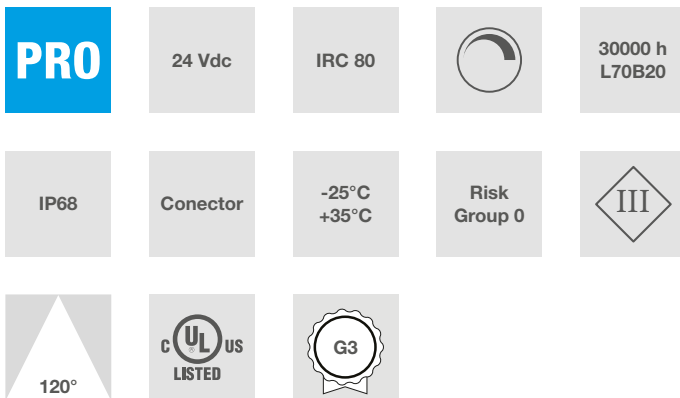 PRO
24 Vdc
IRC 80
30000 h
L70B20
IP68
Conector
-25°C
+35°C
Risk
Group 0
III
120°
C UL® US
LISTED
G3